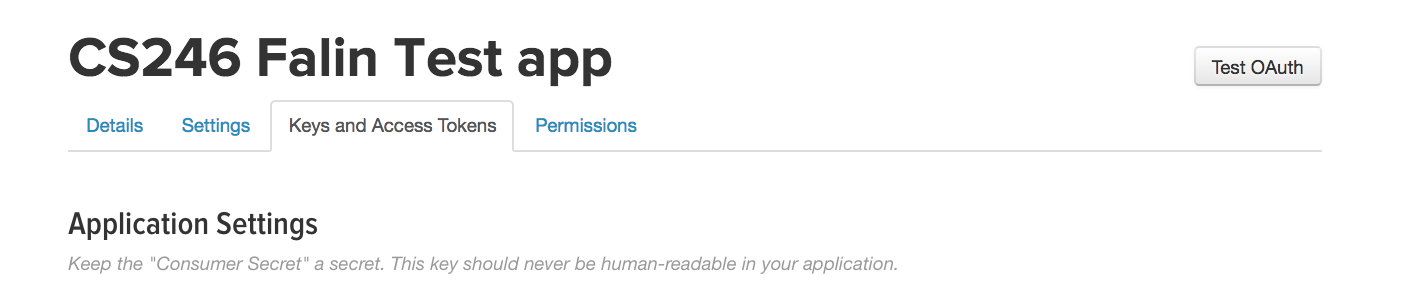 CS246 Falin Test app
Test OAuth
Details Settings Keys and Access Tokens Permissions
Application Settings
Keep the "Consumer Secret" a secret. This key should never be human-readable in your application.